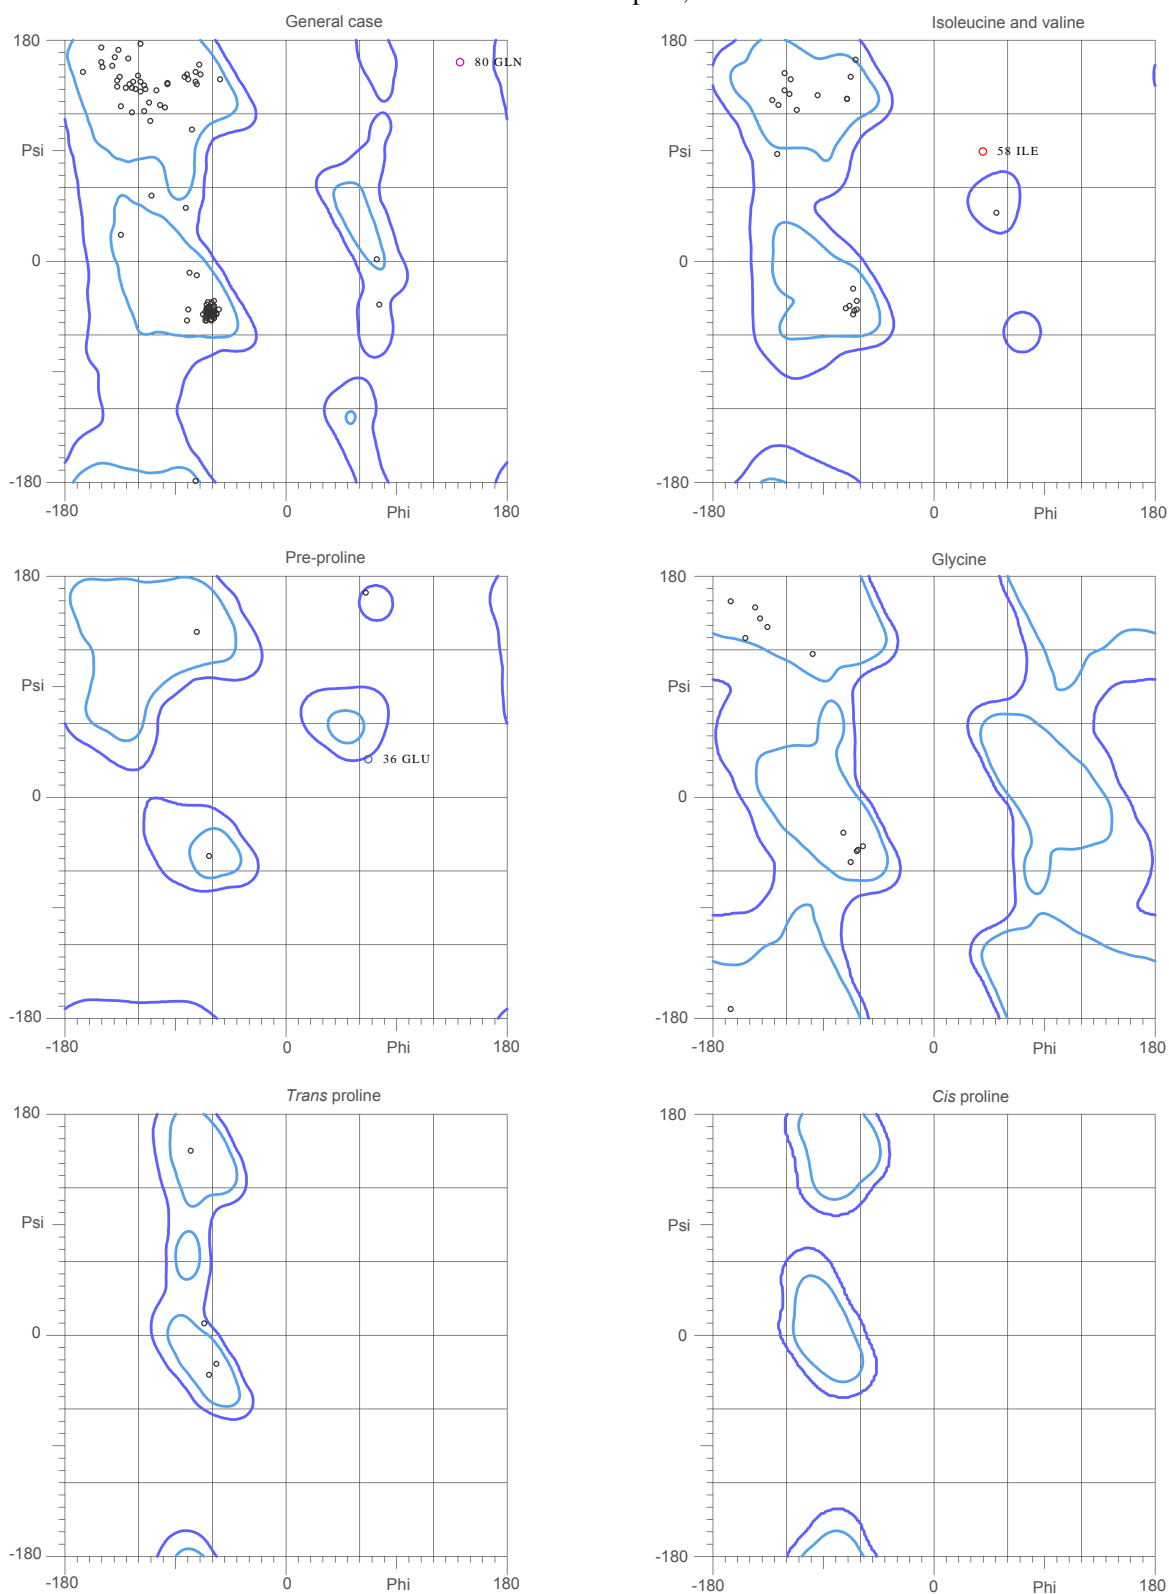 General case
Isoleucine and valine
180
80 GLN
Psi
0
-180
-180
0
Phi
180
180
58 ILE
Psi
0
-180
-180
0
Phi
180
Pre-proline
Glycine
180
36 GLU
Psi
0
-180
-180
0
Phi
180
180
Psi
0
-180
-180
0
Phi
180
Trans proline
Cis proline
180
Psi
0
-180
-180
0
Phi
180
180
Psi
0
-180
-180
0
Phi
180